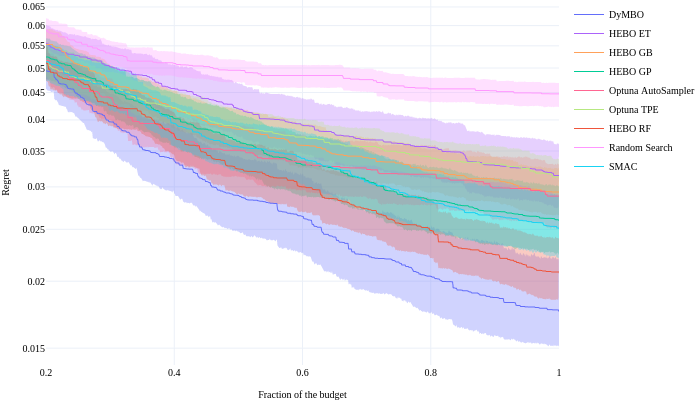 0.065
0.06
0.055
0.05
0.045
0.04
0.035
0.03
0.025
0.02
0.015
Regret
0.2
0.4
0.6
0.8
1
Fraction of the budget
DyMBO
HEBO ET
HEBO GB
HEBO GP
Optuna AutoSampler
Optuna TPE
HEBO RF
Random Search
SMAC